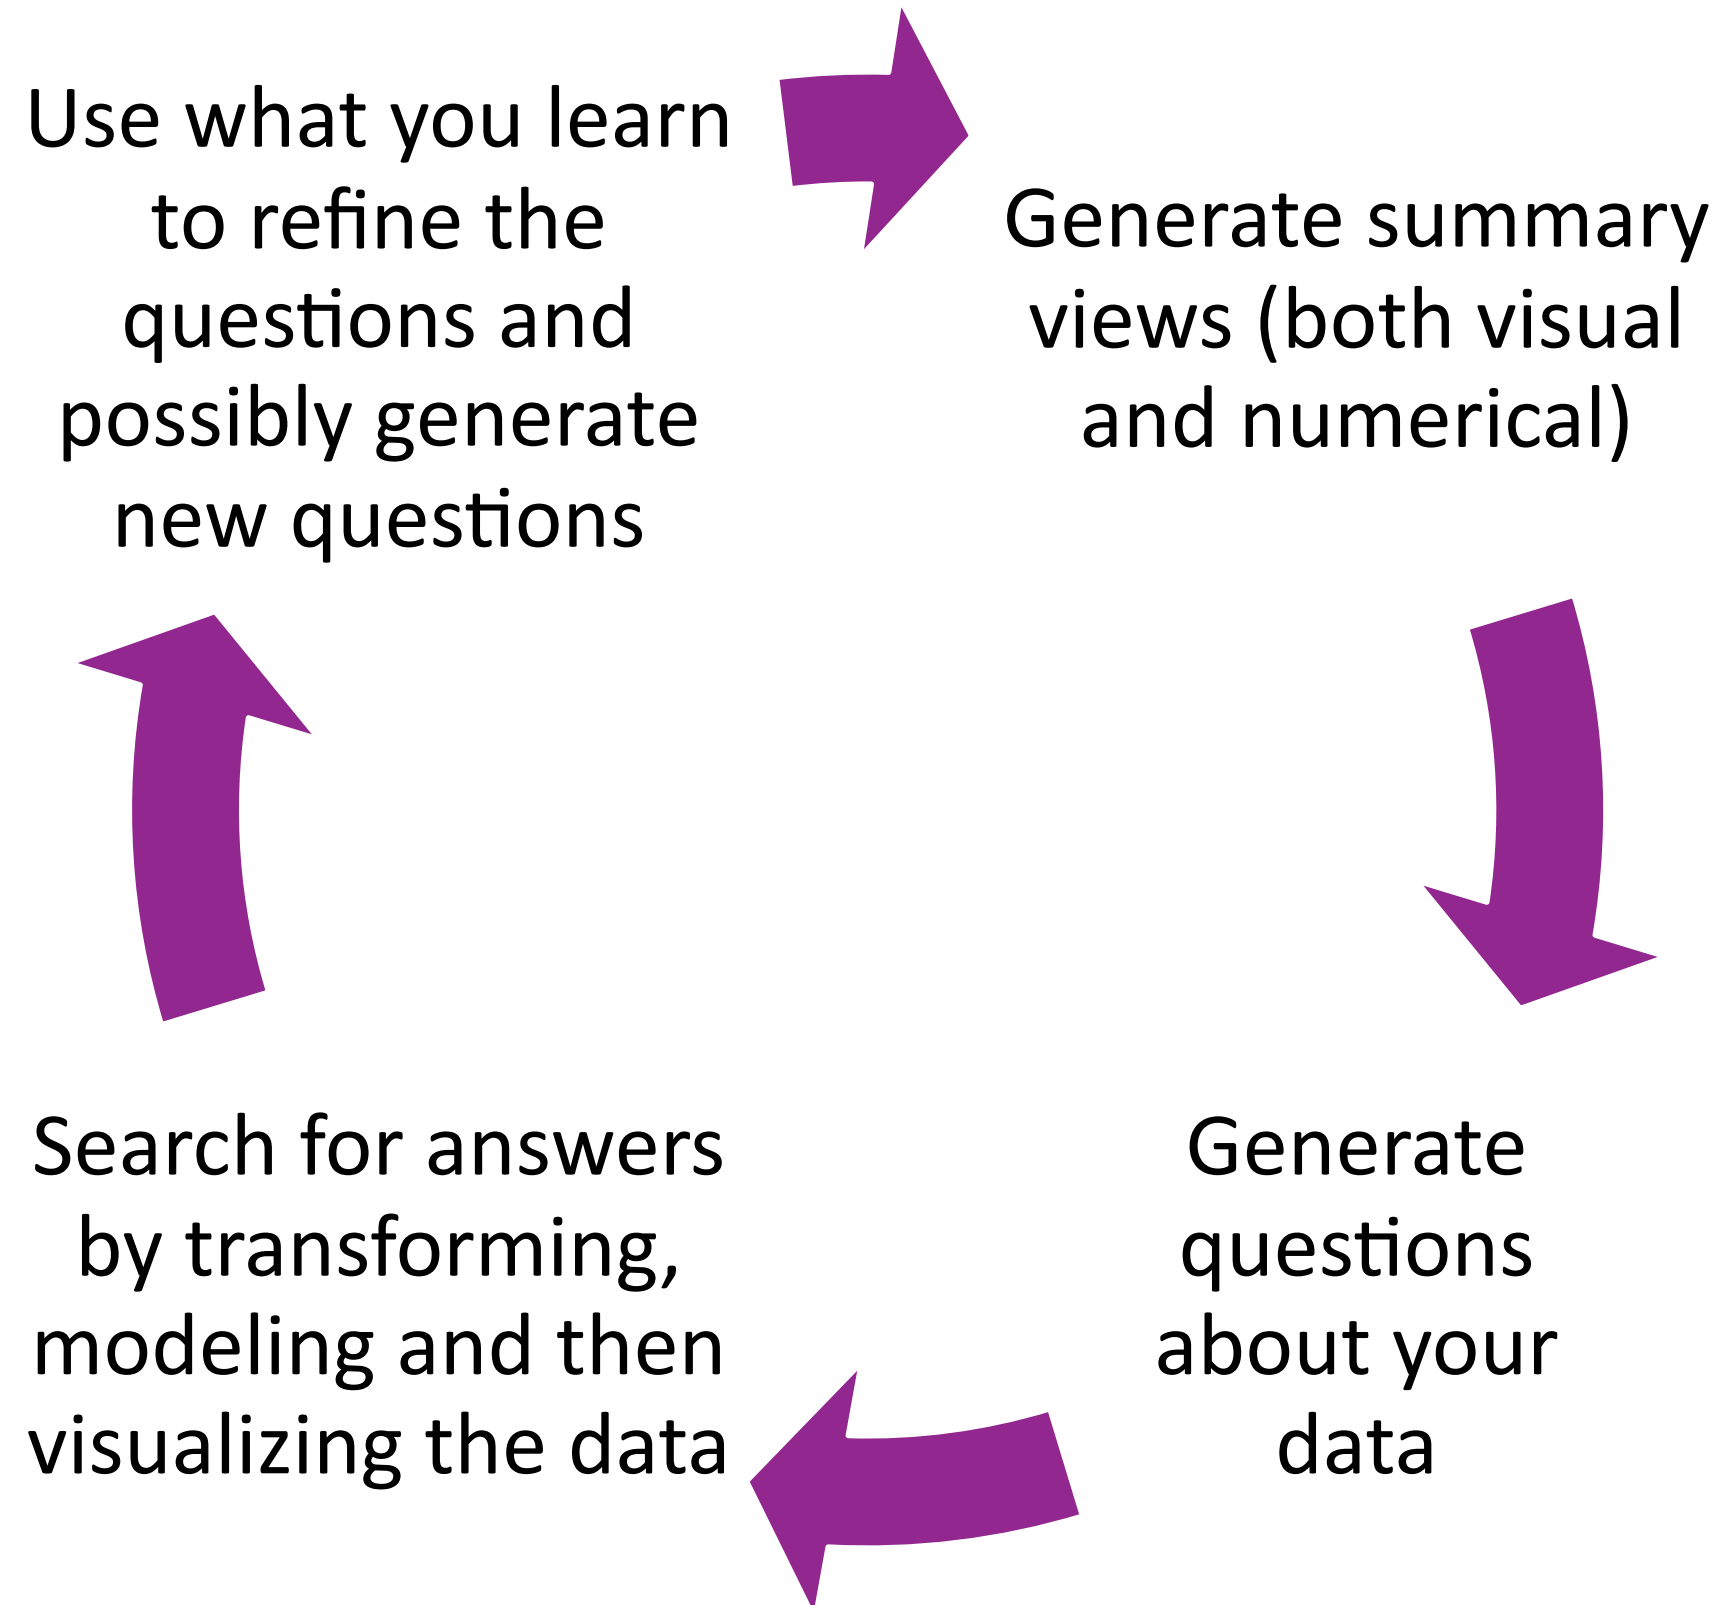 Use what you learn
to refine the
questions and
possibly generate
new questions
Generate summary
views (both visual
and numerical)
Generate
questions
about your
data
Search for answers
by transforming,
modeling and then
visualizing the data